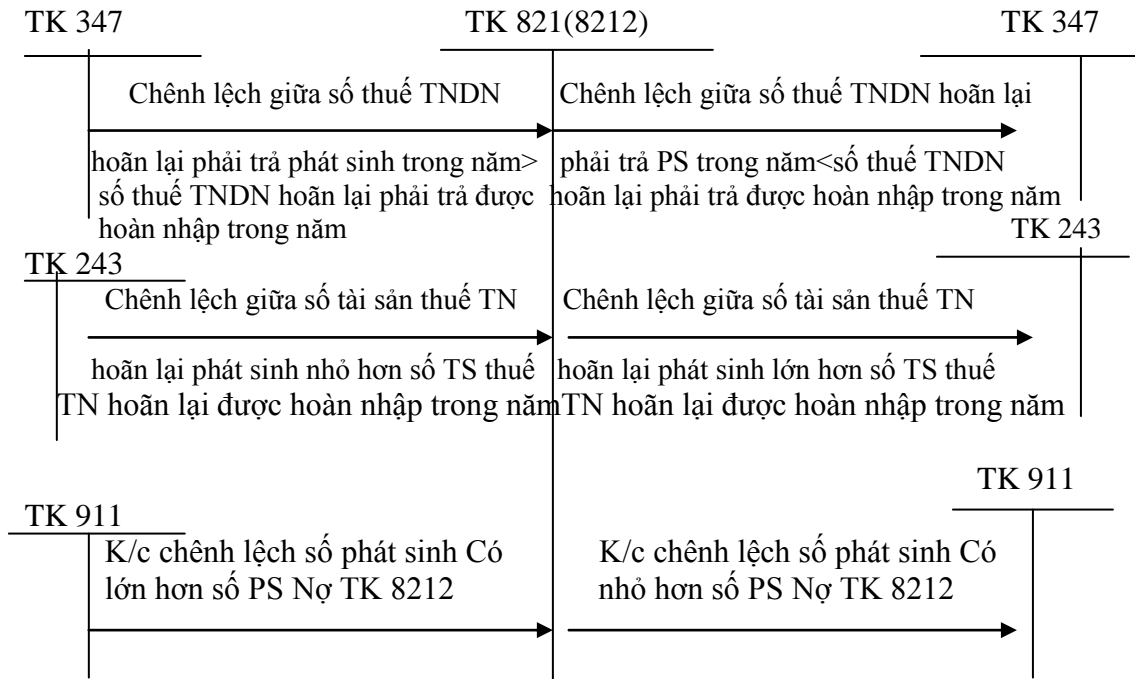 TK 347 TK 821(8212) TK 347
Chênh lệch giữa số thuế TNDN
hoãn lại phải trả phát sinh trong năm>
số thuế TNDN hoãn lại phải trả được
hoàn nhập trong năm
Chênh lệch giữa số thuế TNDN hoãn lại
phải trả PS trong năm<số thuế TNDN
hoãn lại phải trả được hoàn nhập trong năm
TK 243 TK 243
Chênh lệch giữa số tài sản thuế TN
hoãn lại phát sinh nhỏ hơn số TS thuế
TN hoãn lại được hoàn nhập trong năm
Chênh lệch giữa số tài sản thuế TN
hoãn lại phát sinh lớn hơn số TS thuế
TN hoãn lại được hoàn nhập trong năm
TK 911 TK 911
K/c chênh lệch số phát sinh Có
lớn hơn số PS Nợ TK 8212
K/c chênh lệch số phát sinh Có
nhỏ hơn số PS Nợ TK 8212